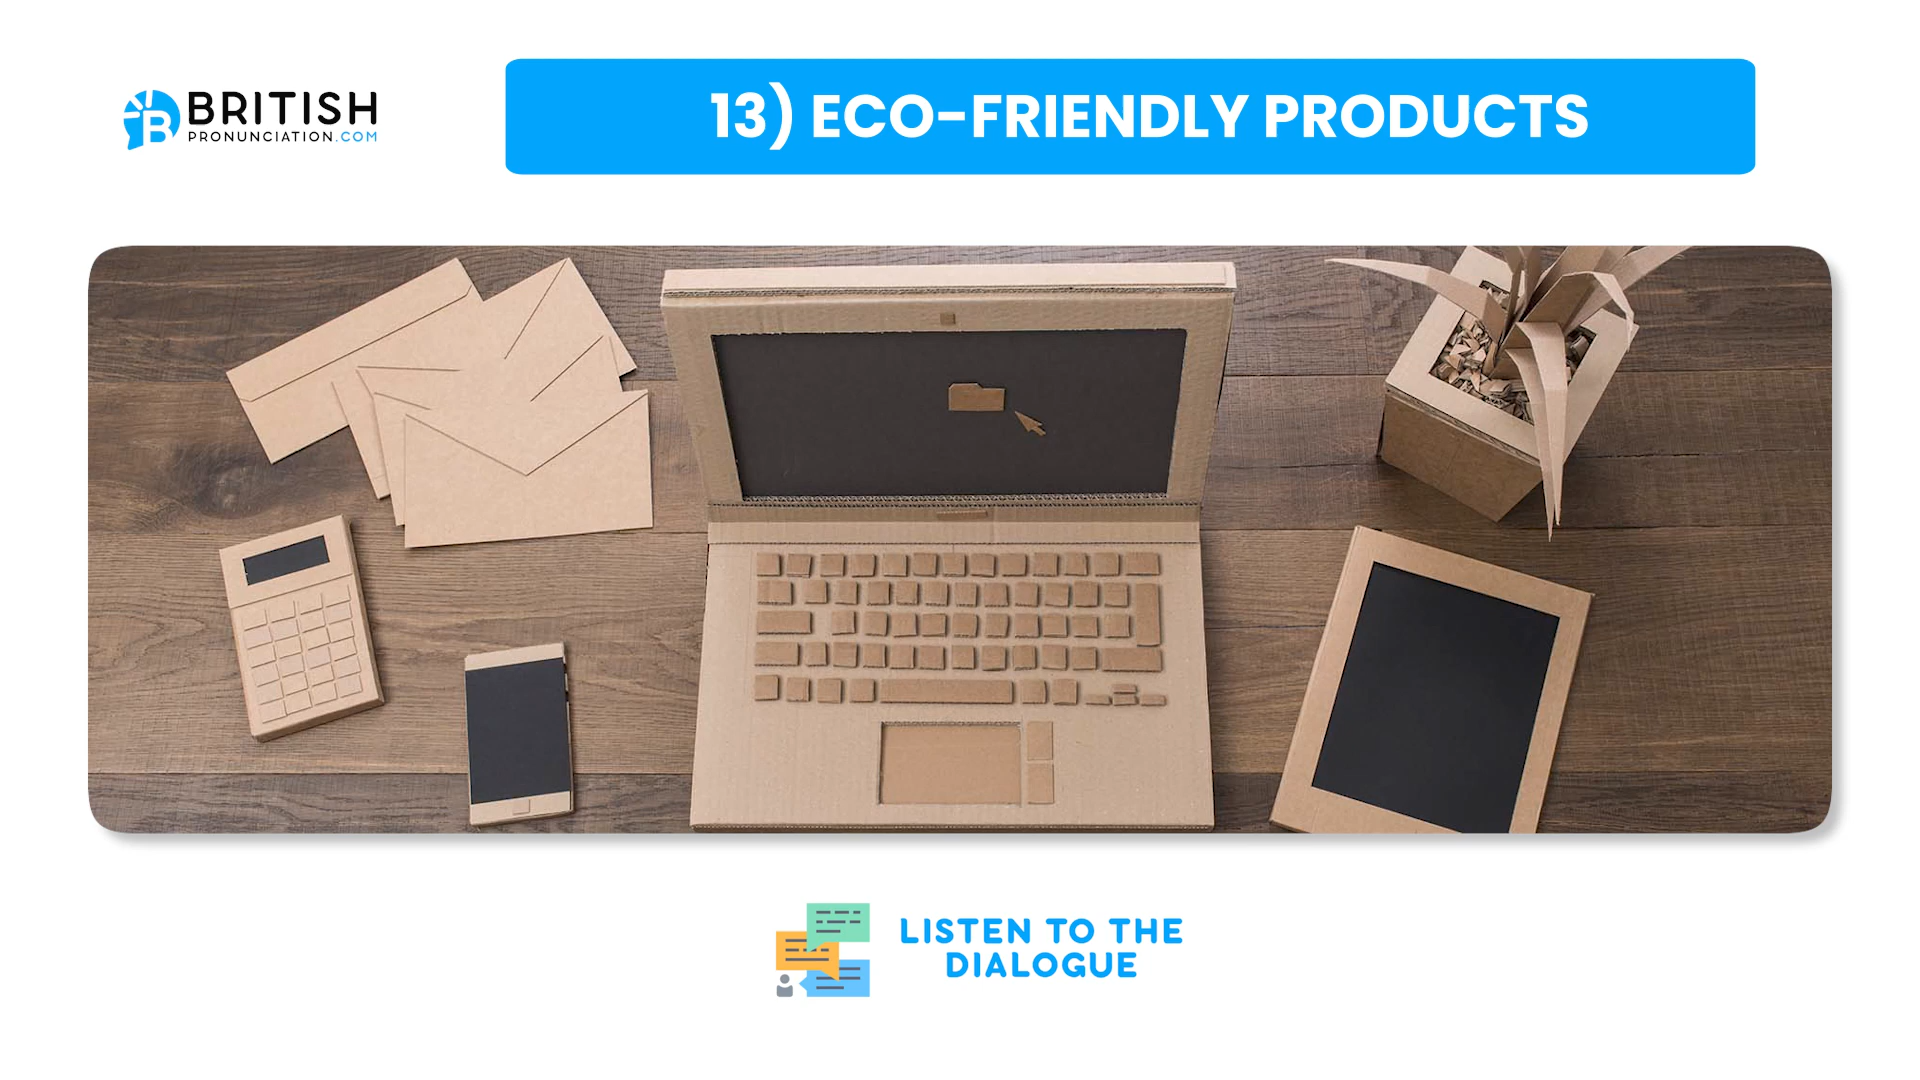 BRITISH
PRONUNCIATION.COM
13) ECO-FRIENDLY PRODUCTS
LISTEN TO THE
DIALOGUE